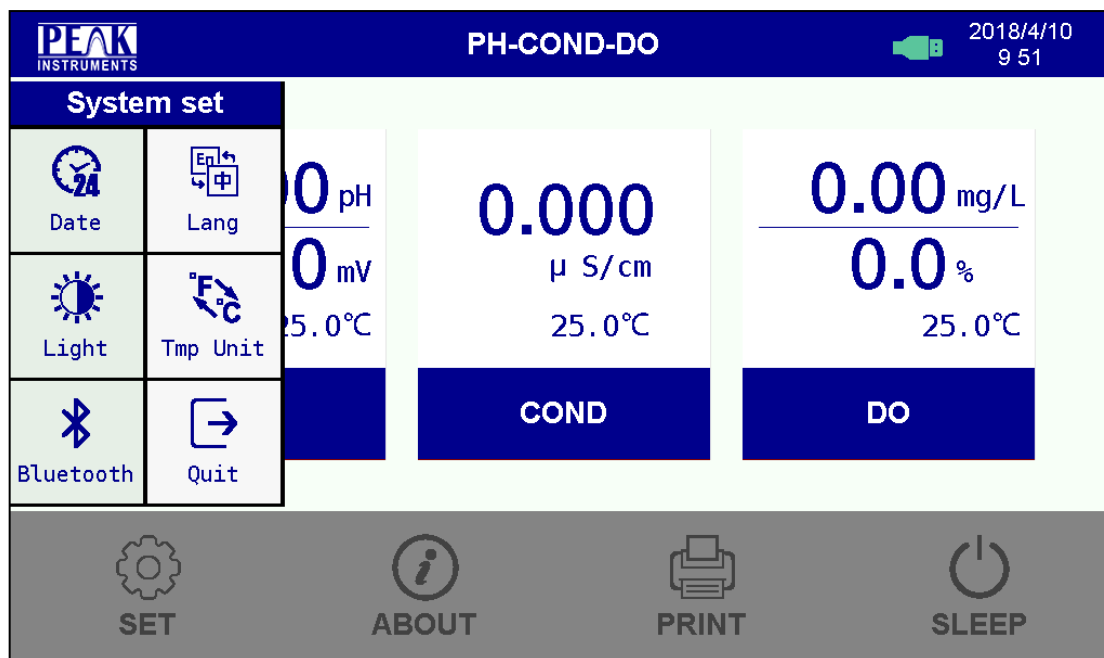 PEAK
INSTRUMENTS
PH-COND-DO
2018/4/10
9 51
System set
Date
Lang
Light
Tmp Unit
Bluetooth
Quit
0 pH
0 mV
25.0℃
0.000
μ S/cm
25.0℃
COND
0.00 mg/L
0.0 %
25.0℃
DO
SET
ABOUT
PRINT
SLEEP